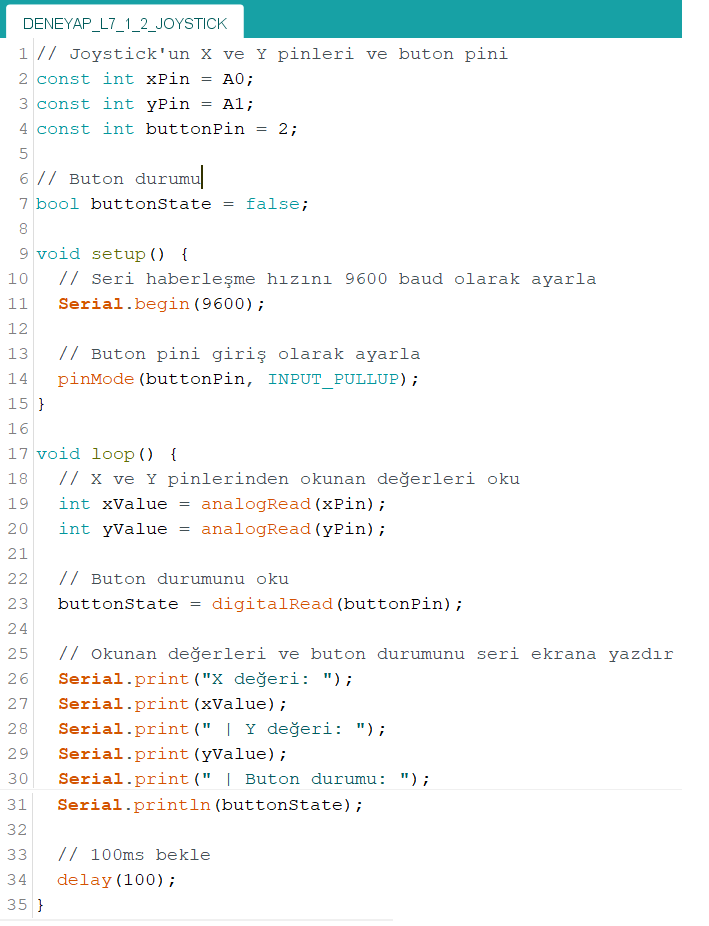 DENEYAP_L7_1_2_JOYSTICK
1 // Joystick'un X ve Y pinleri ve buton pini
2 const int xPin = A0;
3 const int yPin = A1;
4 const int buttonPin = 2;
5
6 // Buton durumu
7 bool buttonState = false;
8
9 void setup() {
10   // Seri haberleşme hızını 9600 baud olarak ayarla
11   Serial.begin(9600);
12
13   // Buton pini giriş olarak ayarla
14   pinMode(buttonPin, INPUT_PULLUP);
15 }
16
17 void loop() {
18   // X ve Y pinlerinden okunan değerleri oku
19   int xValue = analogRead(xPin);
20   int yValue = analogRead(yPin);
21
22   // Buton durumunu oku
23   buttonState = digitalRead(buttonPin);
24
25   // Okunan değerleri ve buton durumunu seri ekrana yazdır
26   Serial.print("X değeri: ");
27   Serial.print(xValue);
28   Serial.print(" | Y değeri: ");
29   Serial.print(yValue);
30   Serial.print(" | Buton durumu: ");
31   Serial.println(buttonState);
32
33   // 100ms bekle
34   delay(100);
35 }